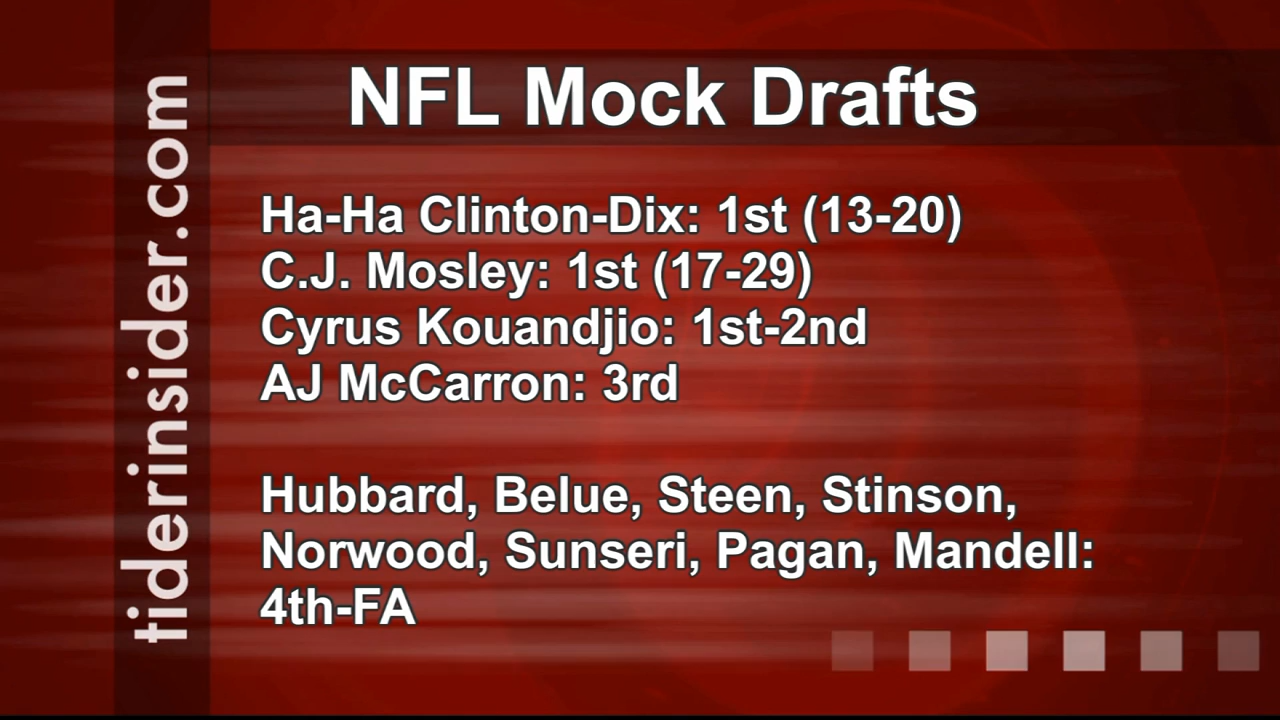 NFL Mock Drafts
tiderinsider.com
Ha-Ha Clinton-Dix: 1st (13-20)
C.J. Mosley: 1st (17-29)
Cyrus Kouandjio: 1st-2nd
AJ McCarron: 3rd
Hubbard, Belue, Steen, Stinson,
Norwood, Sunseri, Pagan, Mandell:
4th-FA